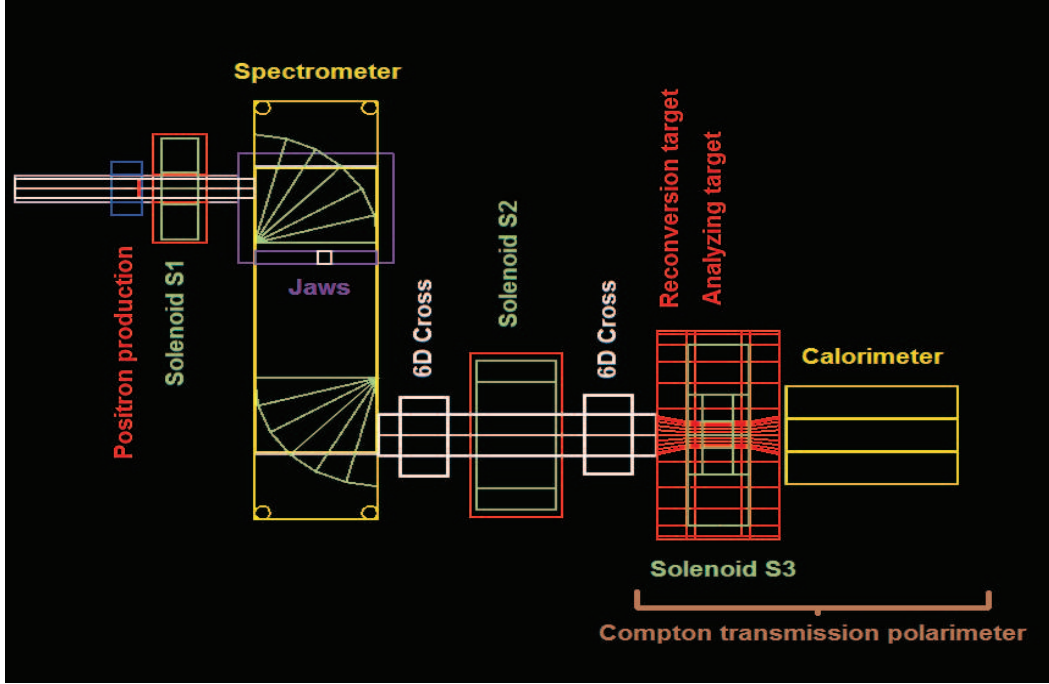 Spectrometer
Positron production
Solenoid S1
Jaws
6D Cross
Solenoid S2
6D Cross
Reconversion target
Analyzing target
Calorimeter
Solenoid S3
Compton transmission polarimeter